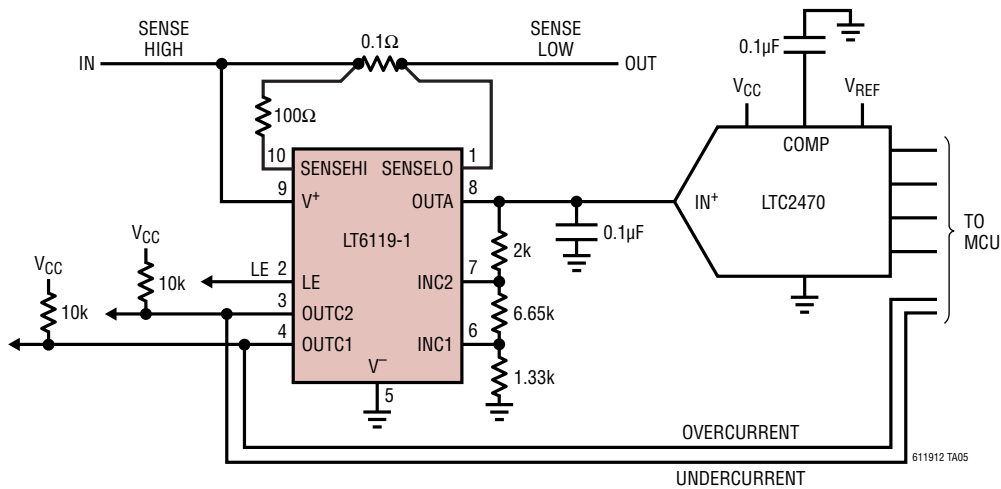 SENSE
HIGH
0.1Ω
SENSE
LOW
0.1µF
IN
OUT
VCC
VREF
100Ω
COMP
10
SENSEHI
SENSELO
1
9
V+
OUTA
8
IN+
LTC2470
TO
MCU
LT6119-1
0.1µF
VCC
2k
VCC
10k
LE
2
LE
INC2
7
10k
3
OUTC2
6.65k
4
OUTC1
INC1
6
V–
1.33k
5
OVERCURRENT
611912 TA05
UNDERCURRENT